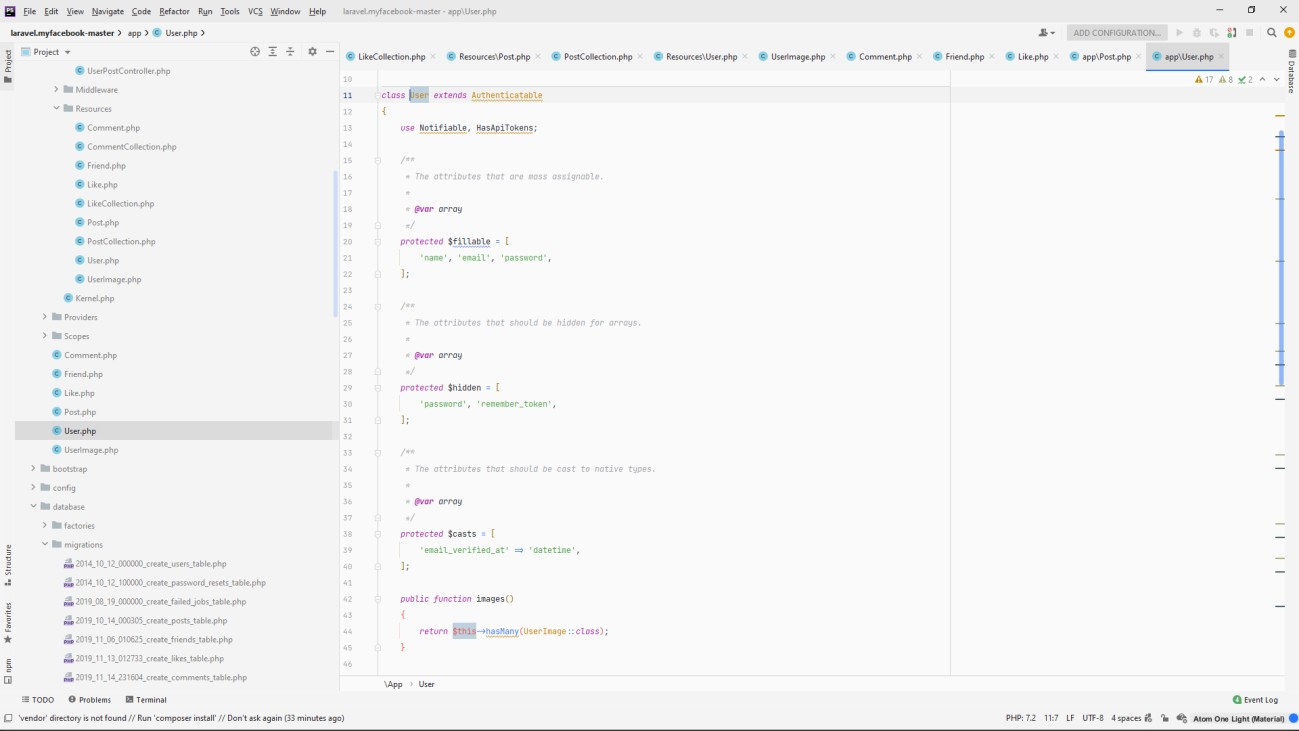 PS File Edit View Navigate Code Refactor Run Tools VCS Window Help laravel.myfacebook-master - app\User.php
laravel.myfacebook-master > app > C User.php >
ADD CONFIGURATION...
Project
LikeCollection.php Resources\Post.php PostCollection.php Resources\User.php UserImage.php Comment.php Friend.php Like.php app\Post.php app\User.php
Project
Database
UserPostController.php
Middleware
Resources
Comment.php
CommentCollection.php
Friend.php
Like.php
LikeCollection.php
Post.php
PostCollection.php
User.php
UserImage.php
Kernel.php
Providers
Scopes
Comment.php
Friend.php
Like.php
Post.php
User.php
UserImage.php
bootstrap
config
database
factories
migrations
2014_10_12_000000_create_users_table.php
2014_10_12_100000_create_password_resets_table.php
2019_08_19_000000_create_failed_jobs_table.php
2019_10_14_000305_create_posts_table.php
2019_11_06_010625_create_friends_table.php
2019_11_13_012733_create_likes_table.php
2019_11_14_231604_create_comments_table.php
Structure
Favorites
npm
17 8 2
10
11 class User extends Authenticatable
12 {
13 use Notifiable, HasApiTokens;
14
15 /**
16 * The attributes that are mass assignable.
17 *
18 * @var array
19 */
20 protected $fillable = [
21 'name', 'email', 'password',
22 ];
23
24 /**
25 * The attributes that should be hidden for arrays.
26 *
27 * @var array
28 */
29 protected $hidden = [
30 'password', 'remember_token',
31 ];
32
33 /**
34 * The attributes that should be cast to native types.
35 *
36 * @var array
37 */
38 protected $casts = [
39 'email_verified_at' => 'datetime',
40 ];
41
42 public function images()
43 {
44 return $this->hasMany(UserImage::class);
45 }
46
\App > User
TODO Problems Terminal 4 Event Log
'vendor' directory is not found // Run 'composer install' // Don't ask again (33 minutes ago) PHP: 7.2 11:7 LF UTF-8 4 spaces Atom One Light (Material)